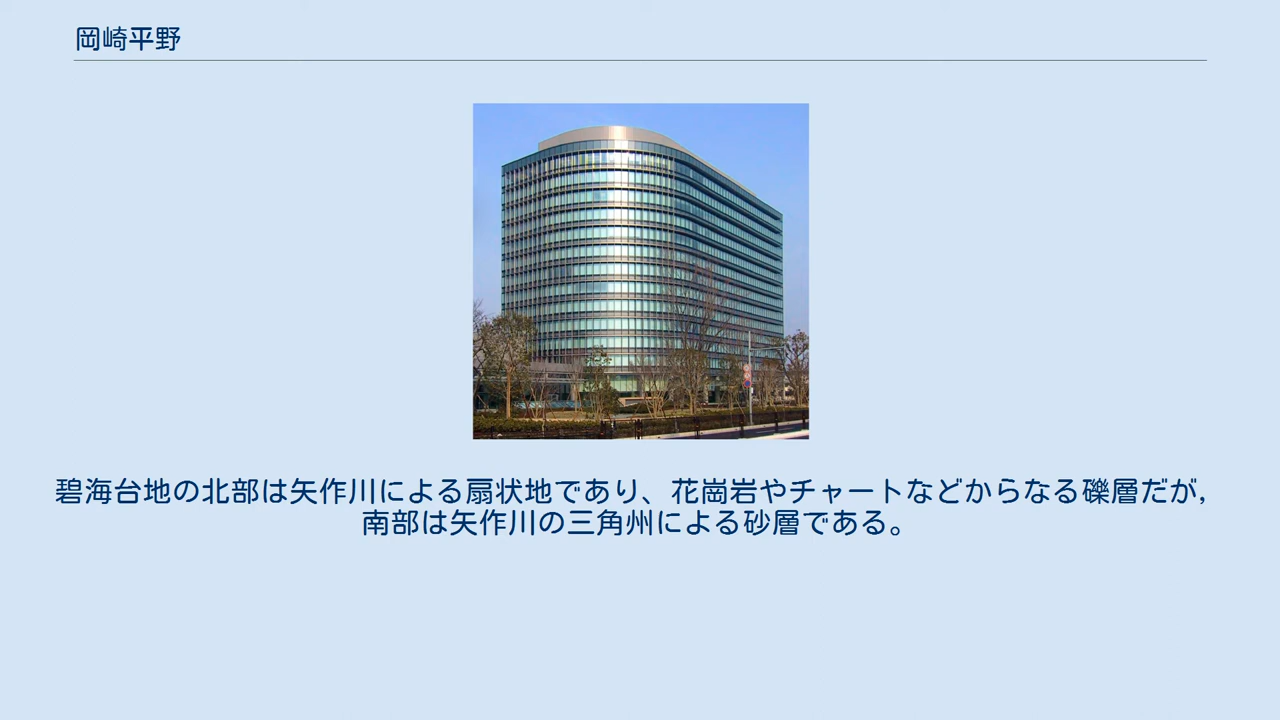 岡崎平野
碧海台地の北部は矢作川による扇状地であり、花崗岩やチャートなどからなる礫層だが,
南部は矢作川の三角州による砂層である。